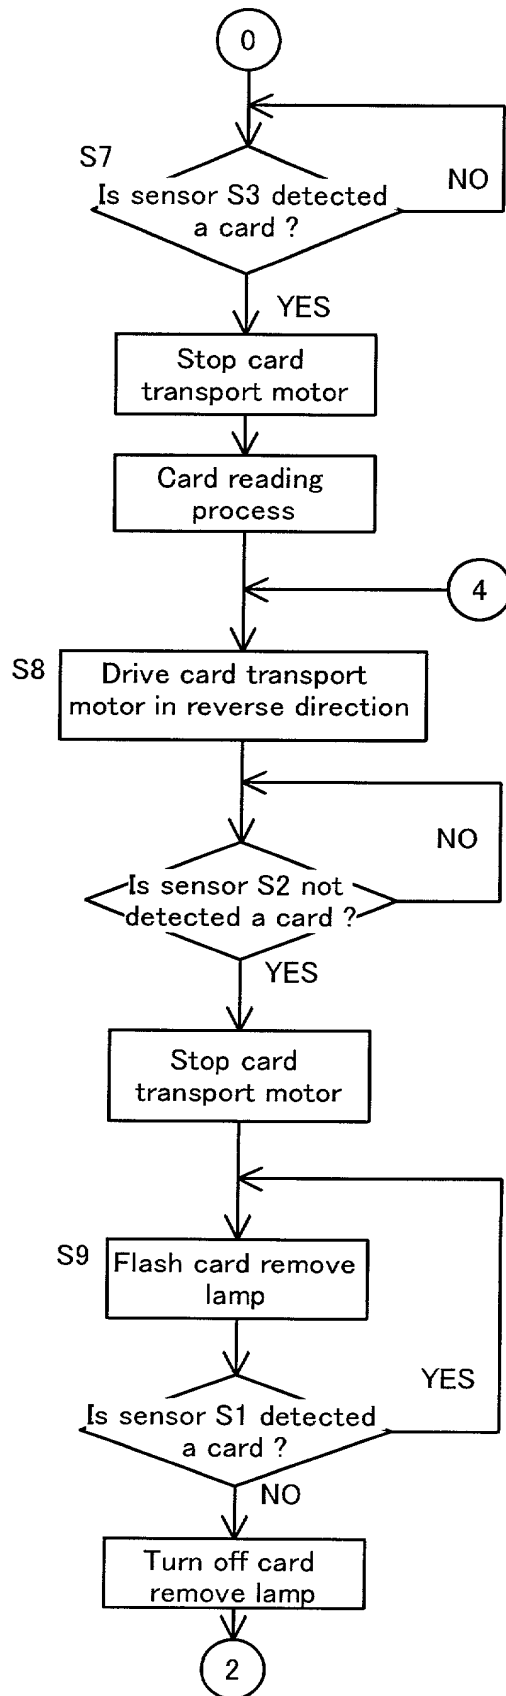 0
S7
Is sensor S3 detected
a card ?
NO
YES
Stop card
transport motor
Card reading
process
4
S8
Drive card transport
motor in reverse direction
NO
Is sensor S2 not
detected a card ?
YES
Stop card
transport motor
S9
Flash card remove
lamp
YES
Is sensor S1 detected
a card ?
NO
Turn off card
remove lamp
2